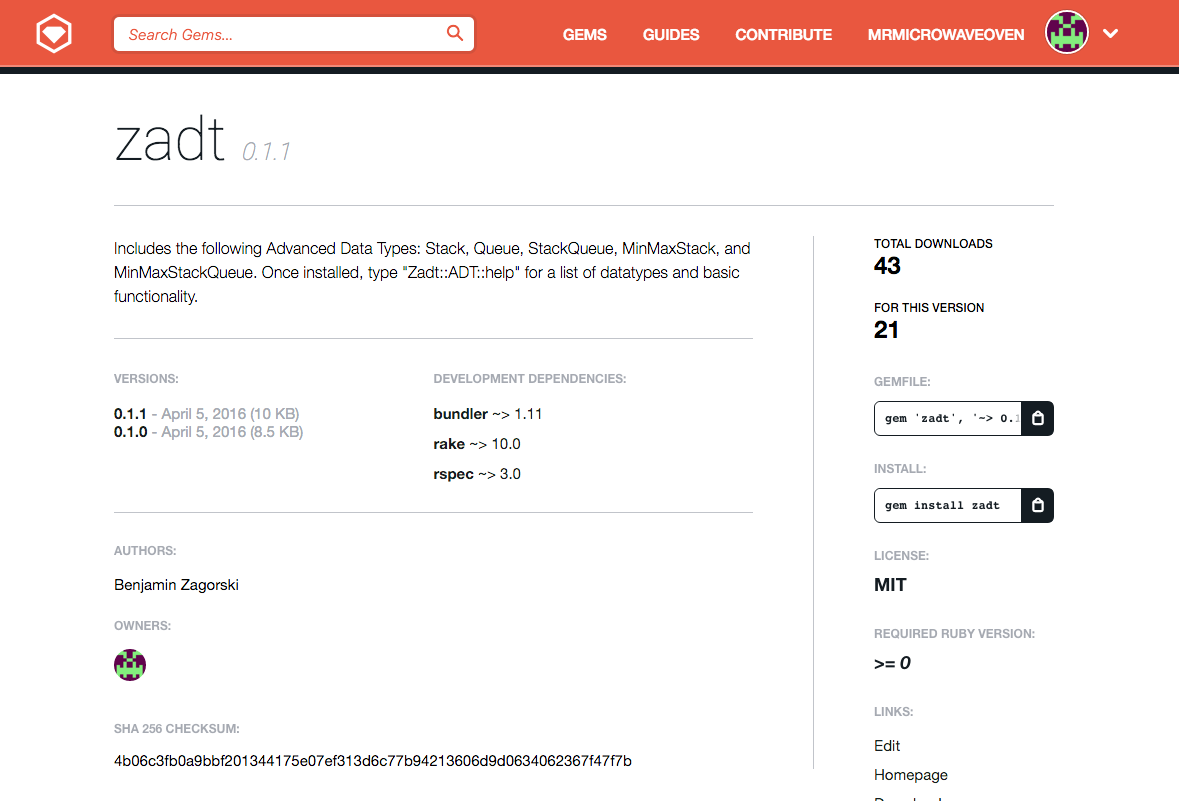 Search Gems...
GEMS
GUIDES
CONTRIBUTE
MRMICROWAVEOVEN
zadt 0.1.1
Includes the following Advanced Data Types: Stack, Queue, StackQueue, MinMaxStack, and
MinMaxStackQueue. Once installed, type "Zadt::ADT::help" for a list of datatypes and basic
functionality.
VERSIONS:
0.1.1 - April 5, 2016 (10 KB)
0.1.0 - April 5, 2016 (8.5 KB)
DEVELOPMENT DEPENDENCIES:
bundler ~> 1.11
rake ~> 10.0
rspec ~> 3.0
AUTHORS:
Benjamin Zagorski
OWNERS:
SHA 256 CHECKSUM:
4b06c3fb0a9bbf201344175e07ef313d6c77b94213606d9d0634062367f47f7b
TOTAL DOWNLOADS
43
FOR THIS VERSION
21
GEMFILE:
gem 'zadt', '~> 0.1
INSTALL:
gem install zadt
LICENSE:
MIT
REQUIRED RUBY VERSION:
>= 0
LINKS:
Edit
Homepage